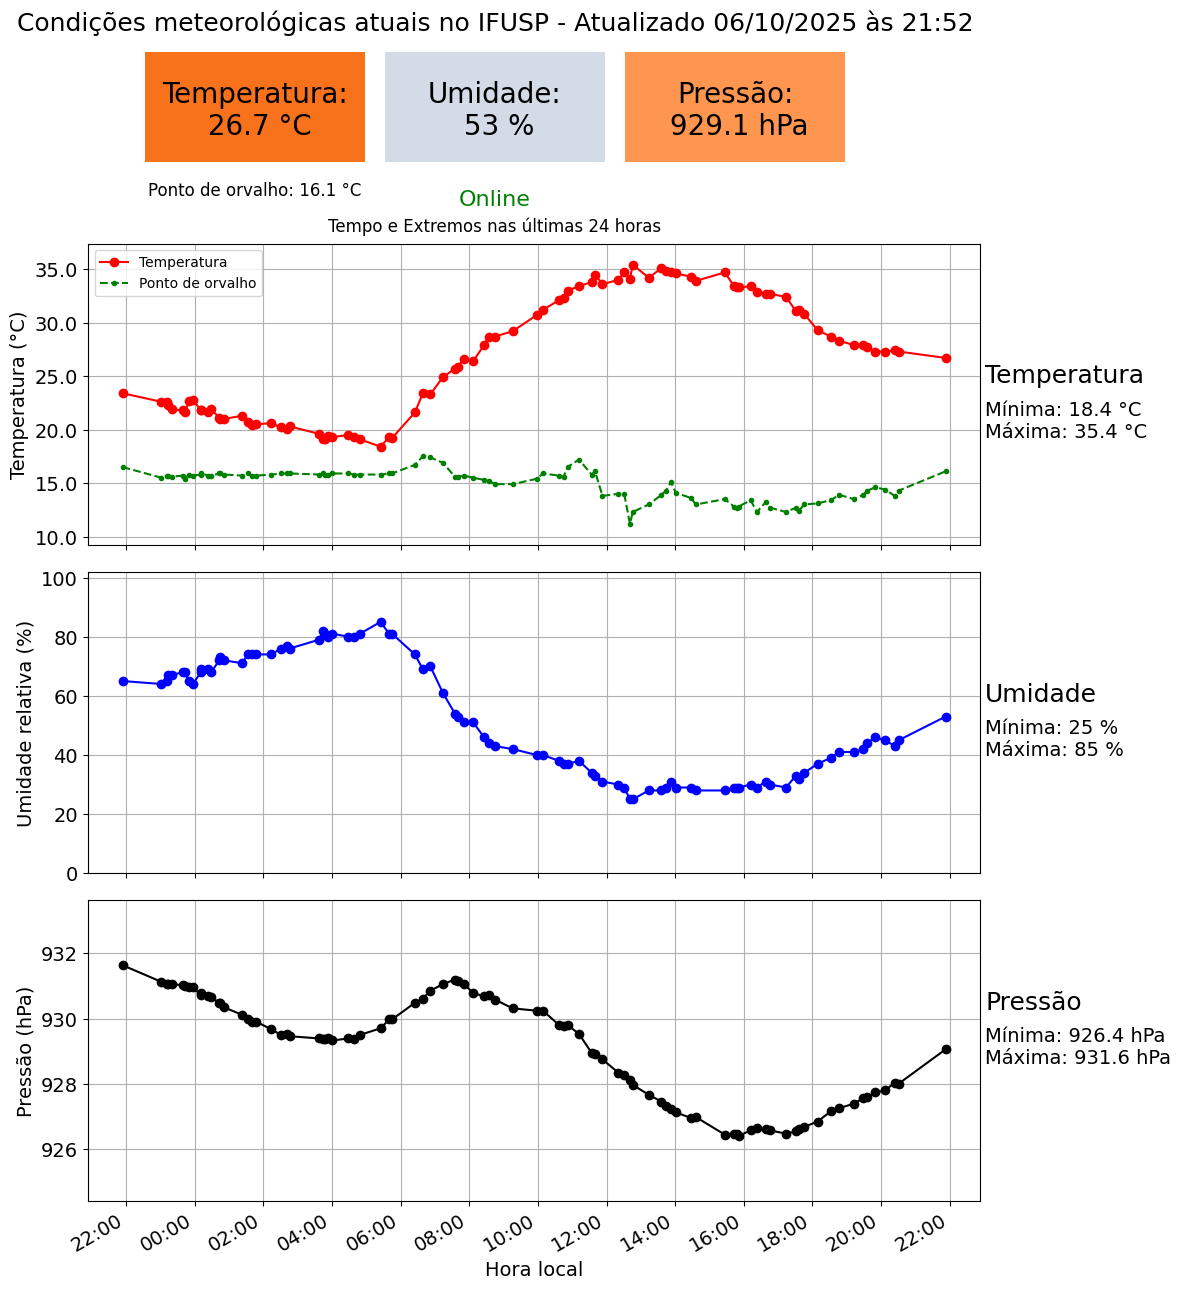 Condições meteorológicas atuais no IFUSP - Atualizado 06/10/2025 às 21:52
Temperatura:
26.7 °C
Umidade:
53 %
Pressão:
929.1 hPa
Ponto de orvalho: 16.1 °C
Online
Tempo e Extremos nas últimas 24 horas
Temperatura
Ponto de orvalho
Temperatura (°C)
35.0
30.0
25.0
20.0
15.0
10.0
Temperatura
Mínima: 18.4 °C
Máxima: 35.4 °C
Umidade relativa (%)
100
80
60
40
20
0
Umidade
Mínima: 25 %
Máxima: 85 %
Pressão (hPa)
932
930
928
926
Pressão
Mínima: 926.4 hPa
Máxima: 931.6 hPa
22:00
00:00
02:00
04:00
06:00
08:00
10:00
12:00
14:00
16:00
18:00
20:00
22:00
Hora local